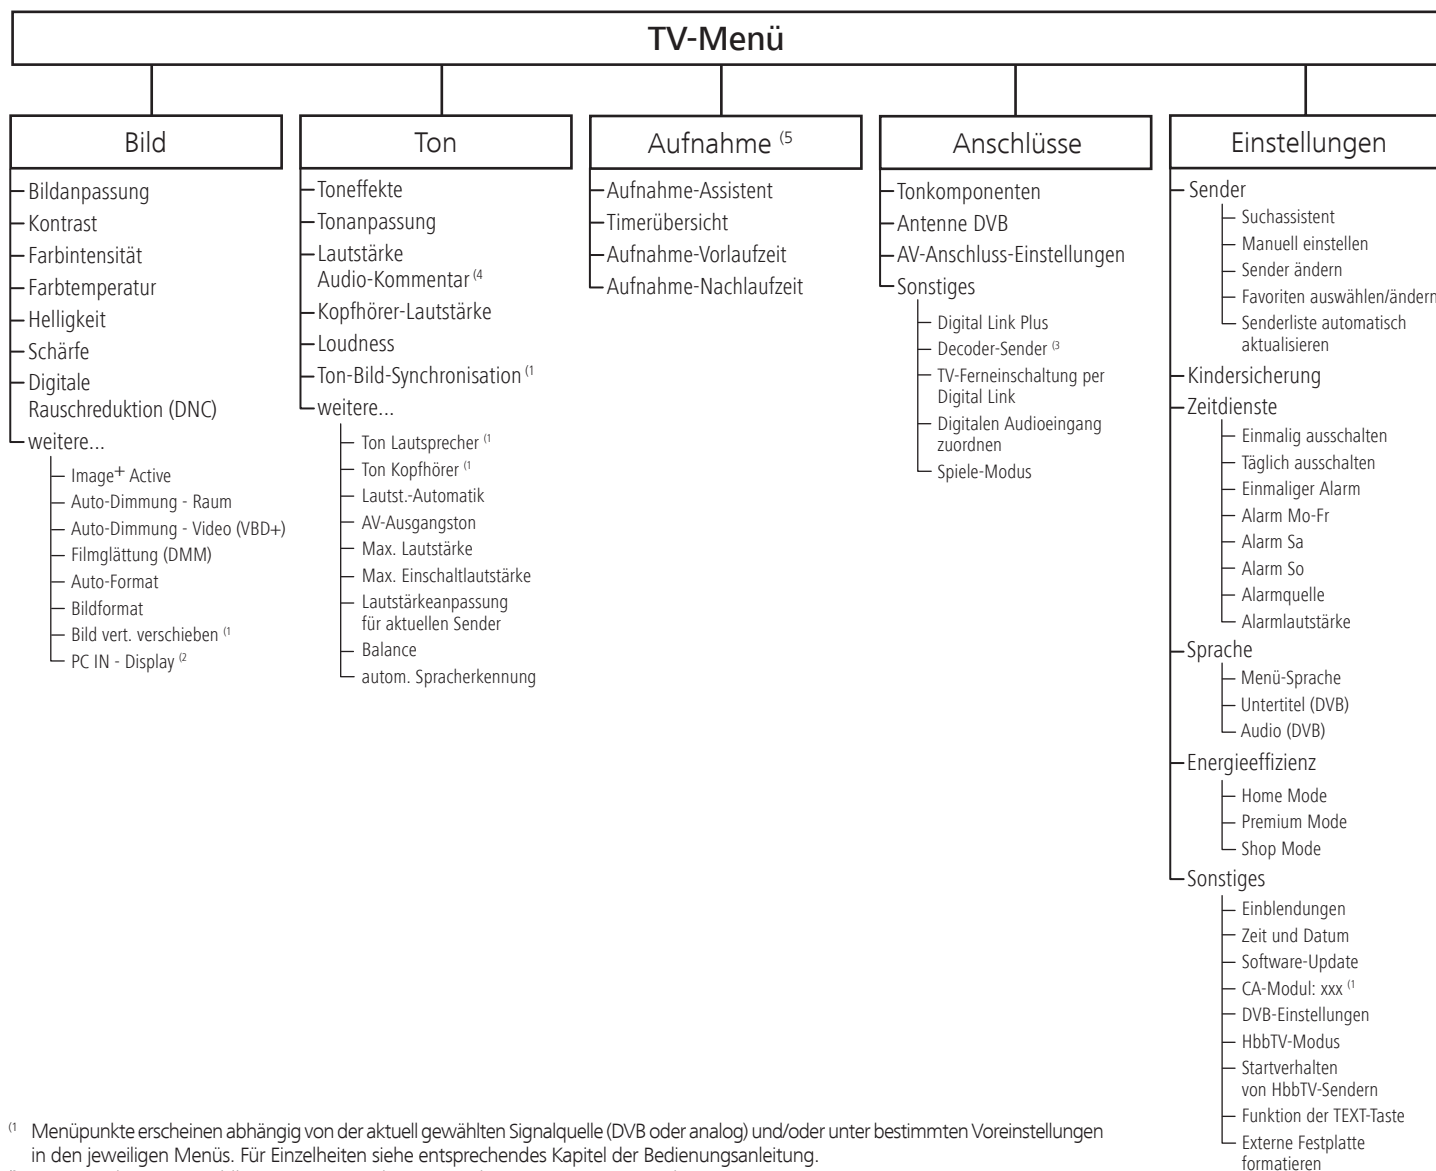 TV-Menü
Bild
Bildanpassung
Kontrast
Farbintensität
Farbtemperatur
Helligkeit
Schärfe
Digitale
Rauschreduktion (DNC)
weitere...
Image+ Active
Auto-Dimmung - Raum
Auto-Dimmung - Video (VBD+)
Filmglättung (DMM)
Auto-Format
Bildformat
Bild vert. verschieben (1
PC IN - Display (2
Ton
Toneffekte
Tonanpassung
Lautstärke
Audio-Kommentar (4
Kopfhörer-Lautstärke
Loudness
Ton-Bild-Synchronisation (1
weitere...
Ton Lautsprecher (1
Ton Kopfhörer (1
Lautst.-Automatik
AV-Ausgangston
Max. Lautstärke
Max. Einschaltlautstärke
Lautstärkeanpassung
für aktuellen Sender
Balance
autom. Spracherkennung
Aufnahme (5
Aufnahme-Assistent
Timerübersicht
Aufnahme-Vorlaufzeit
Aufnahme-Nachlaufzeit
Anschlüsse
Tonkomponenten
Antenne DVB
AV-Anschluss-Einstellungen
Sonstiges
Digital Link Plus
Decoder-Sender (3
TV-Ferneinschaltung per
Digital Link
Digitalen Audioeingang
zuordnen
Spiele-Modus
Einstellungen
Sender
Suchassistent
Manuell einstellen
Sender ändern
Favoriten auswählen/ändern
Senderliste automatisch
aktualisieren
Kindersicherung
Zeitdienste
Einmalig ausschalten
Täglich ausschalten
Einmaliger Alarm
Alarm Mo-Fr
Alarm Sa
Alarm So
Alarmquelle
Alarmlautstärke
Sprache
Menü-Sprache
Untertitel (DVB)
Audio (DVB)
Energieeffizienz
Home Mode
Premium Mode
Shop Mode
Sonstiges
Einblendungen
Zeit und Datum
Software-Update
CA-Modul: xxx (1
DVB-Einstellungen
HbbTV-Modus
Startverhalten
von HbbTV-Sendern
Funktion der TEXT-Taste
Externe Festplatte
formatieren
(1 Menüpunkte erscheinen abhängig von der aktuell gewählten Signalquelle (DVB oder analog) und/oder unter bestimmten Voreinstellungen
in den jeweiligen Menüs. Für Einzelheiten siehe entsprechendes Kapitel der Bedienungsanleitung.